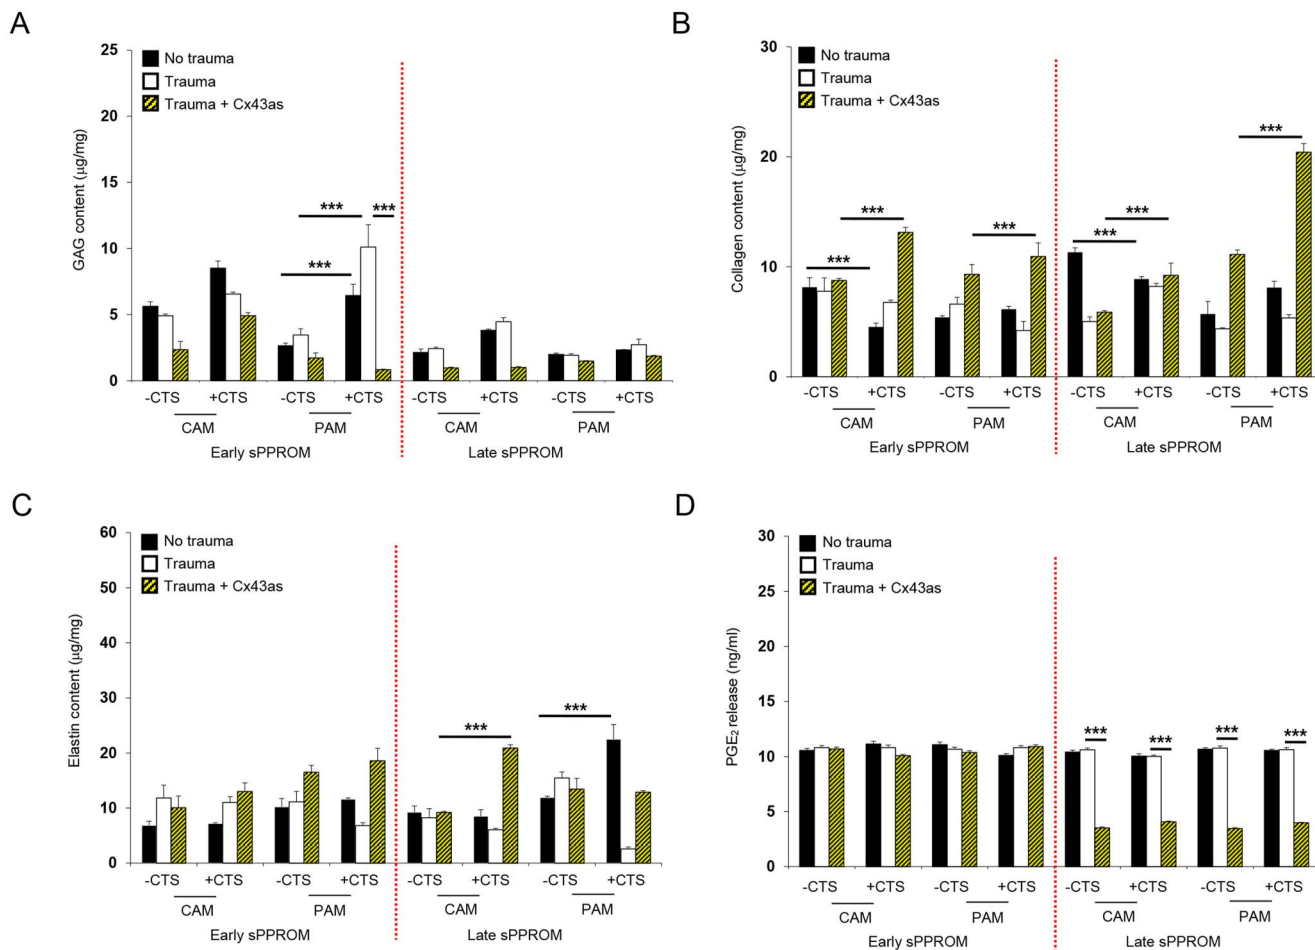 A
25
20
15
10
5
0
GAG content (μg/mg)
No trauma
Trauma
Trauma + Cx43as
***
***
***
-CTS +CTS -CTS +CTS -CTS +CTS -CTS +CTS
CAM PAM CAM PAM
Early sPPROM Late sPPROM
B
30
20
10
0
Collagen content (μg/mg)
No trauma
Trauma
Trauma + Cx43as
***
***
***
***
***
***
-CTS +CTS -CTS +CTS -CTS +CTS -CTS +CTS
CAM PAM CAM PAM
Early sPPROM Late sPPROM
C
60
50
40
30
20
10
0
Elastin content (μg/mg)
No trauma
Trauma
Trauma + Cx43as
***
***
-CTS +CTS -CTS +CTS -CTS +CTS -CTS +CTS
CAM PAM CAM PAM
Early sPPROM Late sPPROM
D
30
25
20
15
10
5
0
PGE₂ release (ng/ml)
No trauma
Trauma
Trauma + Cx43as
***
***
***
***
-CTS +CTS -CTS +CTS -CTS +CTS -CTS +CTS
CAM PAM CAM PAM
Early sPPROM Late sPPROM